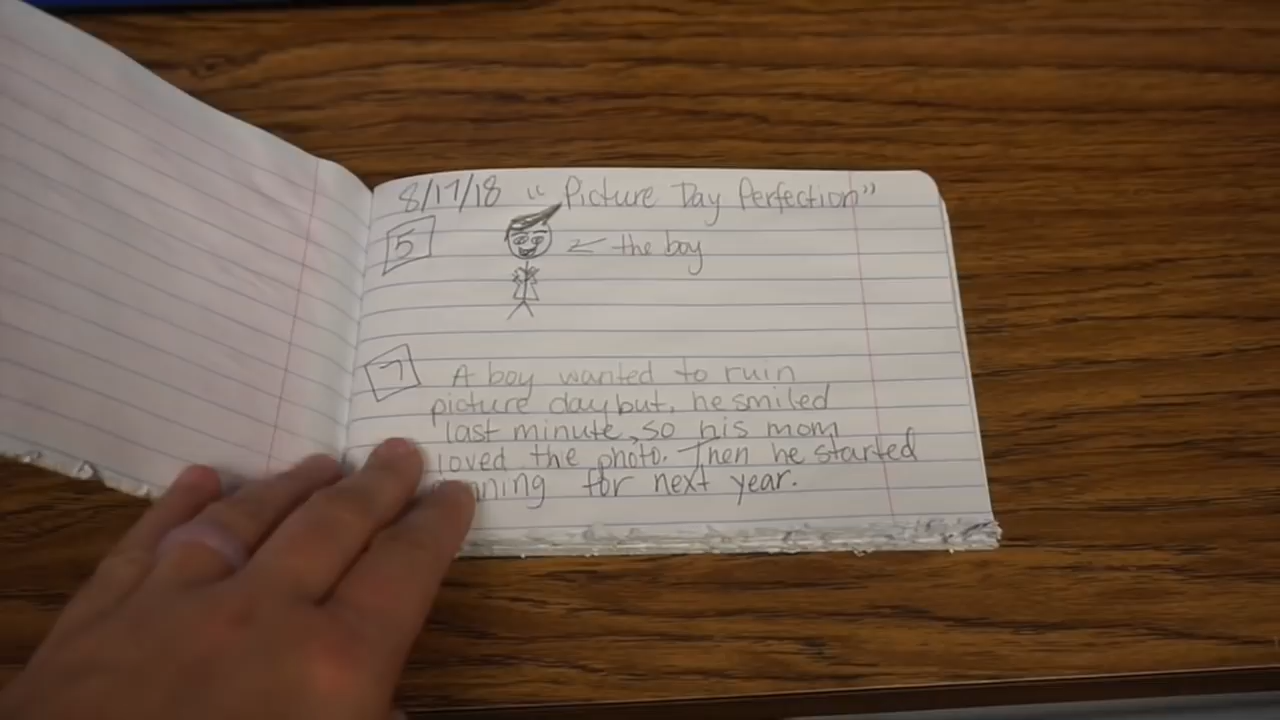 8/17/18 " Picture Day Perfection"
5
← the boy
7 A boy wanted to ruin
picture day but, he smiled
last minute, so his mom
loved the photo. Then he started
for next year.